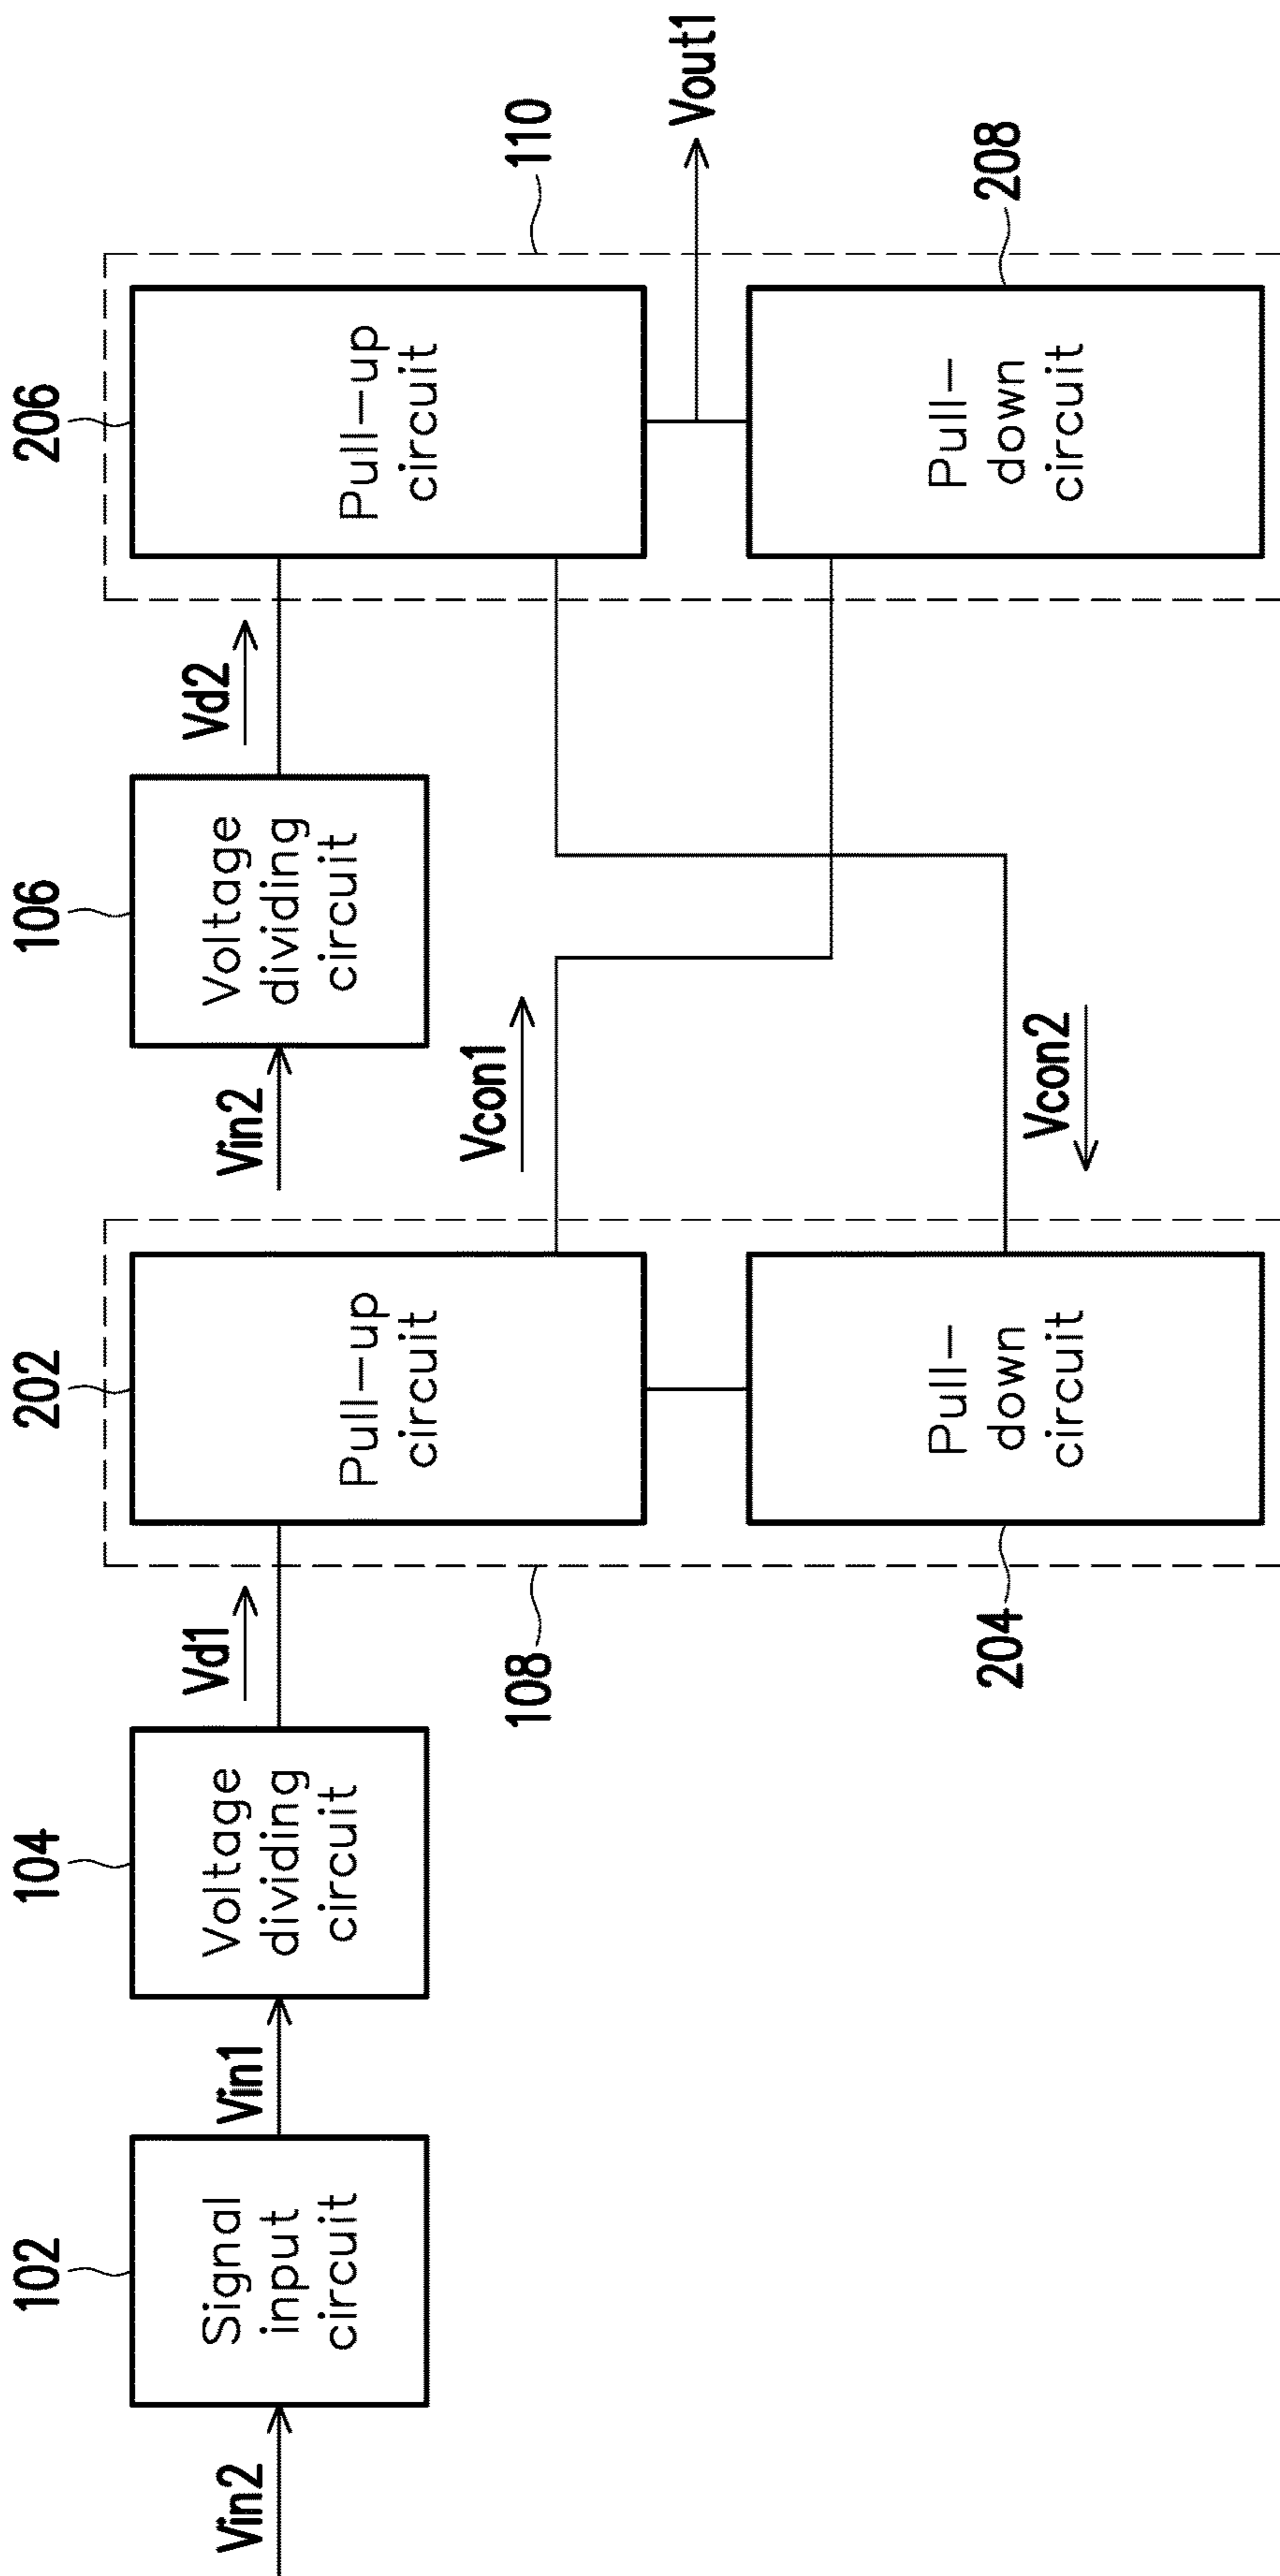 102
104
202
106
206
Vin2
Signal
input
circuit
Vin1
Voltage
dividing
circuit
Vd1
Pull-up
circuit
Vin2
Voltage
dividing
circuit
Vd2
Pull-up
circuit
108
Vcon1
110
Vout1
204
Pull-
down
circuit
Vcon2
Pull-
down
circuit
208